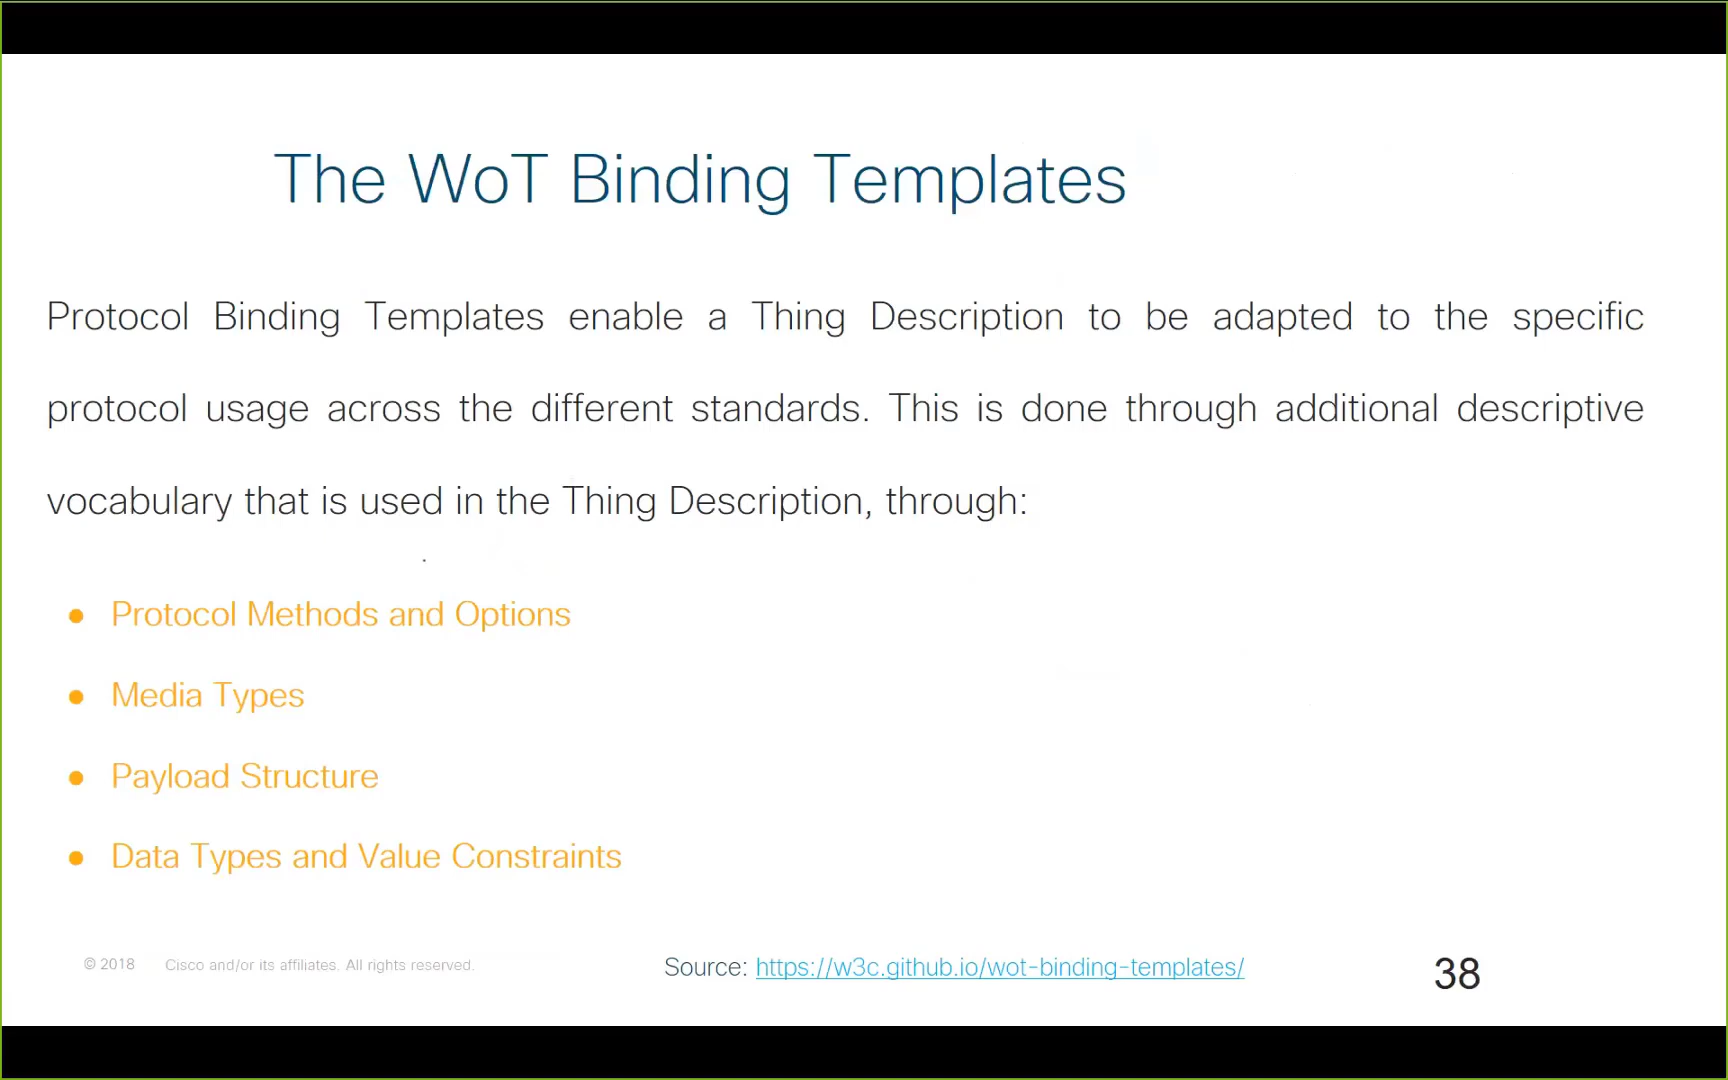 The WoT Binding Templates
Protocol Binding Templates enable a Thing Description to be adapted to the specific
protocol usage across the different standards. This is done through additional descriptive
vocabulary that is used in the Thing Description, through:
● Protocol Methods and Options
● Media Types
● Payload Structure
● Data Types and Value Constraints
© 2018 Cisco and/or its affiliates. All rights reserved.
Source: https://w3c.github.io/wot-binding-templates/
38